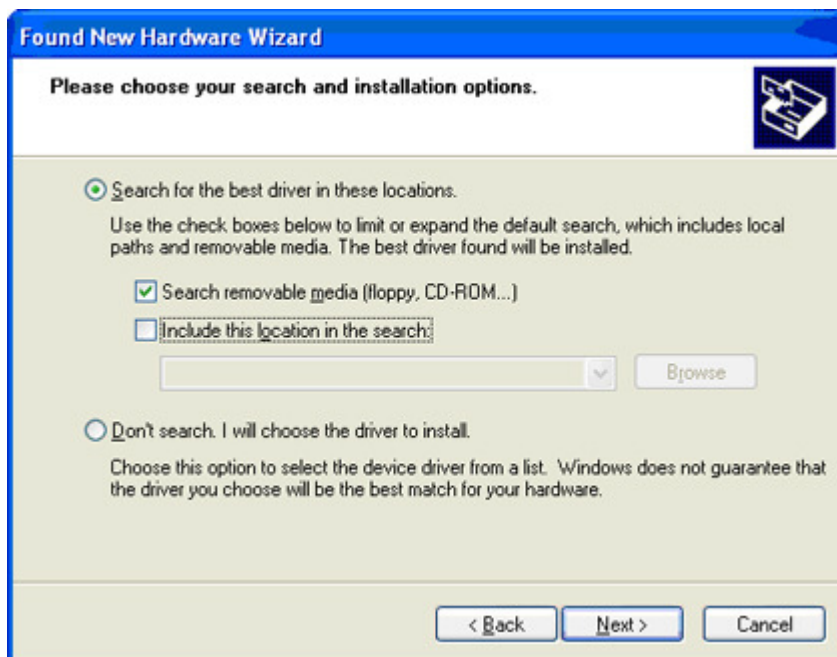 Found New Hardware Wizard
Please choose your search and installation options.
Search for the best driver in these locations.
Use the check boxes below to limit or expand the default search, which includes local
paths and removable media. The best driver found will be installed.
Search removable media (floppy, CD-ROM...)
Include this location in the search:
Browse
Don't search. I will choose the driver to install.
Choose this option to select the device driver from a list. Windows does not guarantee that
the driver you choose will be the best match for your hardware.
< Back Next > Cancel